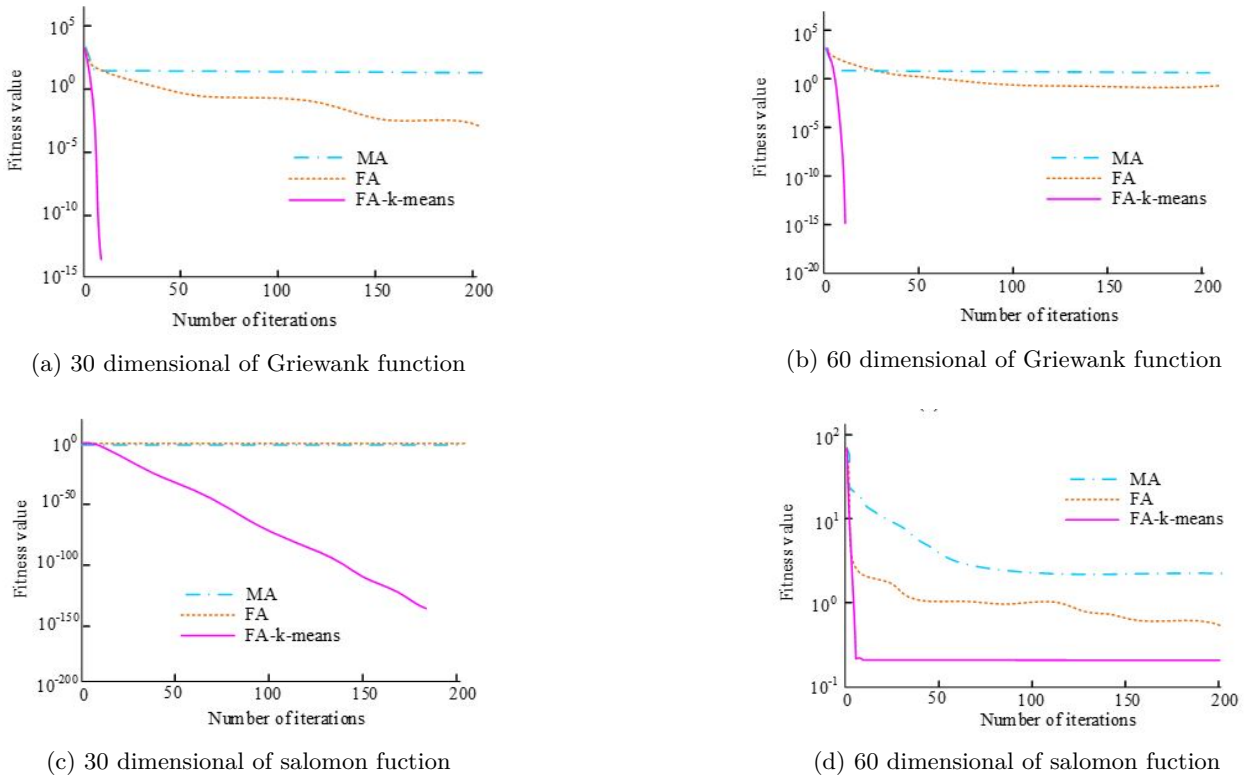 10^5
10^0
10^-5
10^-10
10^-15
Fitness value
MA
FA
FA-k-means
0 50 100 150 200
Number of iterations
(a) 30 dimensional of Griewank function
10^5
10^0
10^-5
10^-10
10^-15
10^-20
Fitness value
MA
FA
FA-k-means
0 50 100 150 200
Number of iterations
(b) 60 dimensional of Griewank function
10^0
10^-50
10^-100
10^-150
10^-200
Fitness value
MA
FA
FA-k-means
0 50 100 150 200
Number of iterations
(c) 30 dimensional of salomon fuction
10^2
10^1
10^0
10^-1
Fitness value
MA
FA
FA-k-means
0 50 100 150 200
Number of iterations
(d) 60 dimensional of salomon fuction